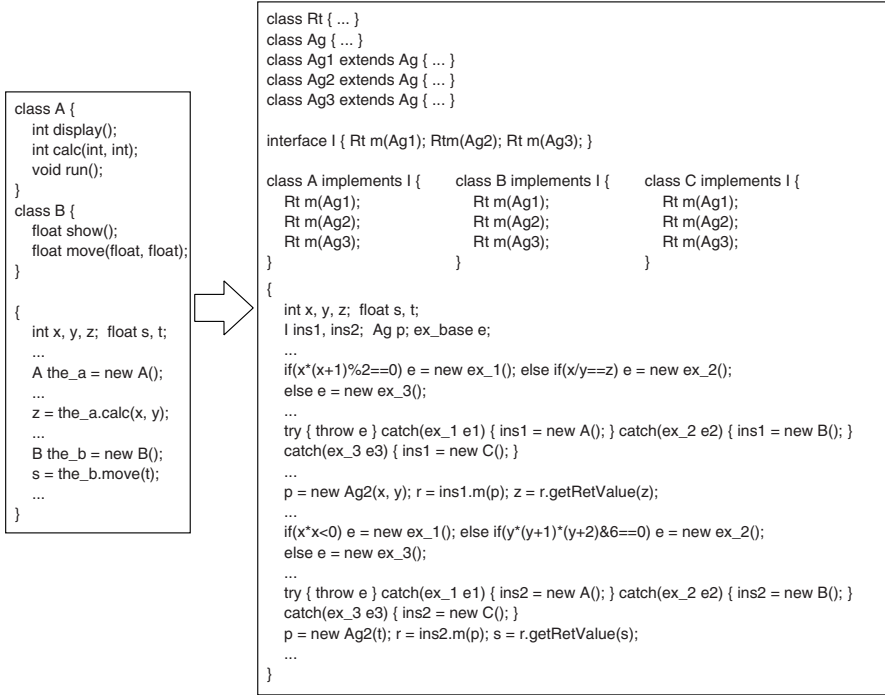 class A {
int display();
int calc(int, int);
void run();
}
class B {
float show();
float move(float, float);
}
{
int x, y, z;  float s, t;
...
A the_a = new A();
...
z = the_a.calc(x, y);
...
B the_b = new B();
s = the_b.move(t);
...
}
class Rt { ... }
class Ag { ... }
class Ag1 extends Ag { ... }
class Ag2 extends Ag { ... }
class Ag3 extends Ag { ... }
interface I { Rt m(Ag1); Rtm(Ag2); Rt m(Ag3); }
class A implements I { class B implements I { class C implements I {
Rt m(Ag1); Rt m(Ag1); Rt m(Ag1);
Rt m(Ag2); Rt m(Ag2); Rt m(Ag2);
Rt m(Ag3); Rt m(Ag3); Rt m(Ag3);
} } }
{
int x, y, z;  float s, t;
I ins1, ins2;  Ag p; ex_base e;
...
if(x*(x+1)%2==0) e = new ex_1(); else if(x/y==z) e = new ex_2();
else e = new ex_3();
...
try { throw e } catch(ex_1 e1) { ins1 = new A(); } catch(ex_2 e2) { ins1 = new B(); }
catch(ex_3 e3) { ins1 = new C(); }
...
p = new Ag2(x, y); r = ins1.m(p); z = r.getRetValue(z);
...
if(x*x<0) e = new ex_1(); else if(y*(y+1)*(y+2)&6==0) e = new ex_2();
else e = new ex_3();
...
try { throw e } catch(ex_1 e1) { ins2 = new A(); } catch(ex_2 e2) { ins2 = new B(); }
catch(ex_3 e3) { ins2 = new C(); }
p = new Ag2(t); r = ins2.m(p); s = r.getRetValue(s);
...
}